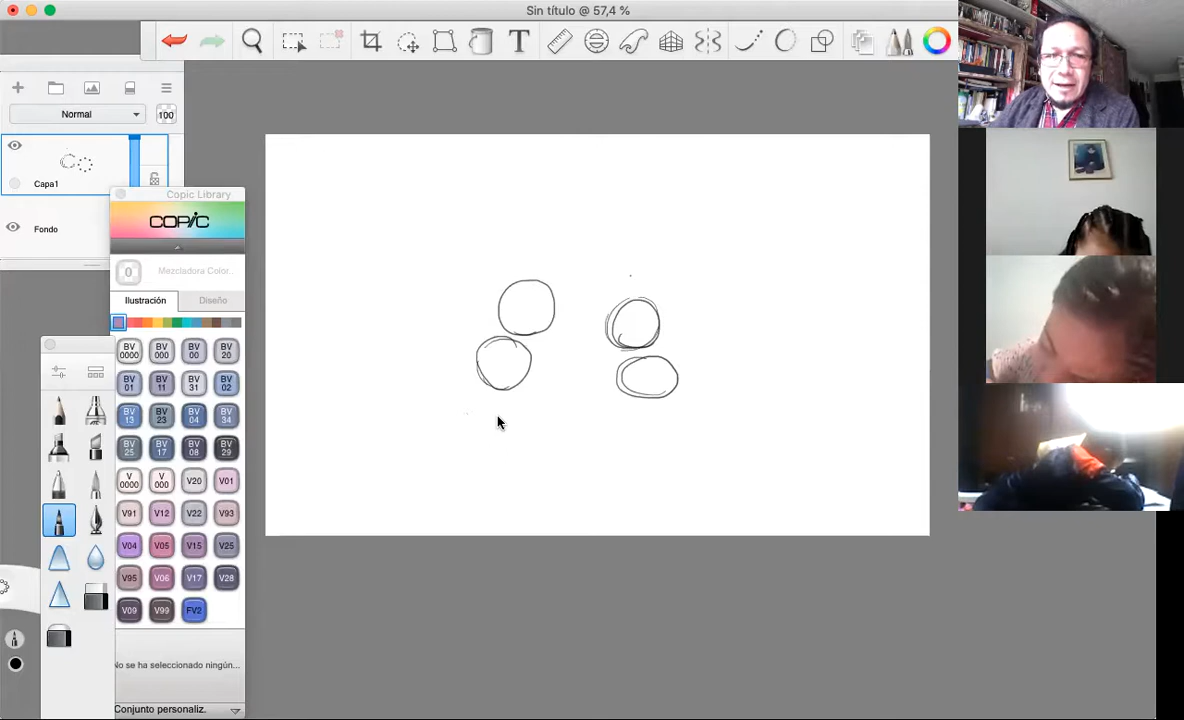 Sin título @ 57,4 %
T
Normal
100
Capa1
Copic Library
COPIC
Fondo
0 Mezcladora Color..
Ilustración Diseño
BV 0000 BV 000 BV 00 BV 20
BV 01 BV 11 BV 31 BV 02
BV 13 BV 23 BV 04 BV 34
BV 25 BV 17 BV 08 BV 29
V 0000 V 000 V20 V01
V91 V12 V22 V93
V04 V05 V15 V25
V95 V06 V17 V28
V09 V99 FV2
No se ha seleccionado ningún...
Conjunto personaliz.